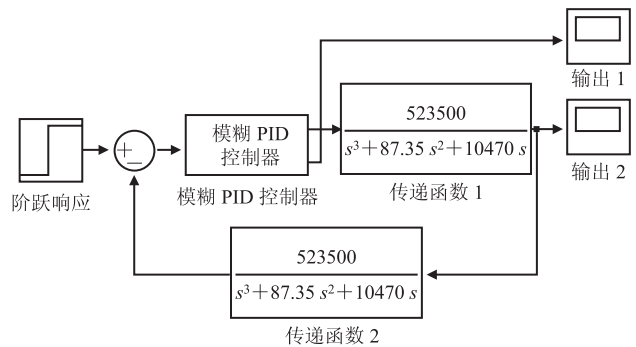 输出 1
523500
s³+87.35 s²+10470 s
传递函数 1
输出 2
阶跃响应
+
−
模糊 PID
控制器
模糊 PID 控制器
523500
s³+87.35 s²+10470 s
传递函数 2